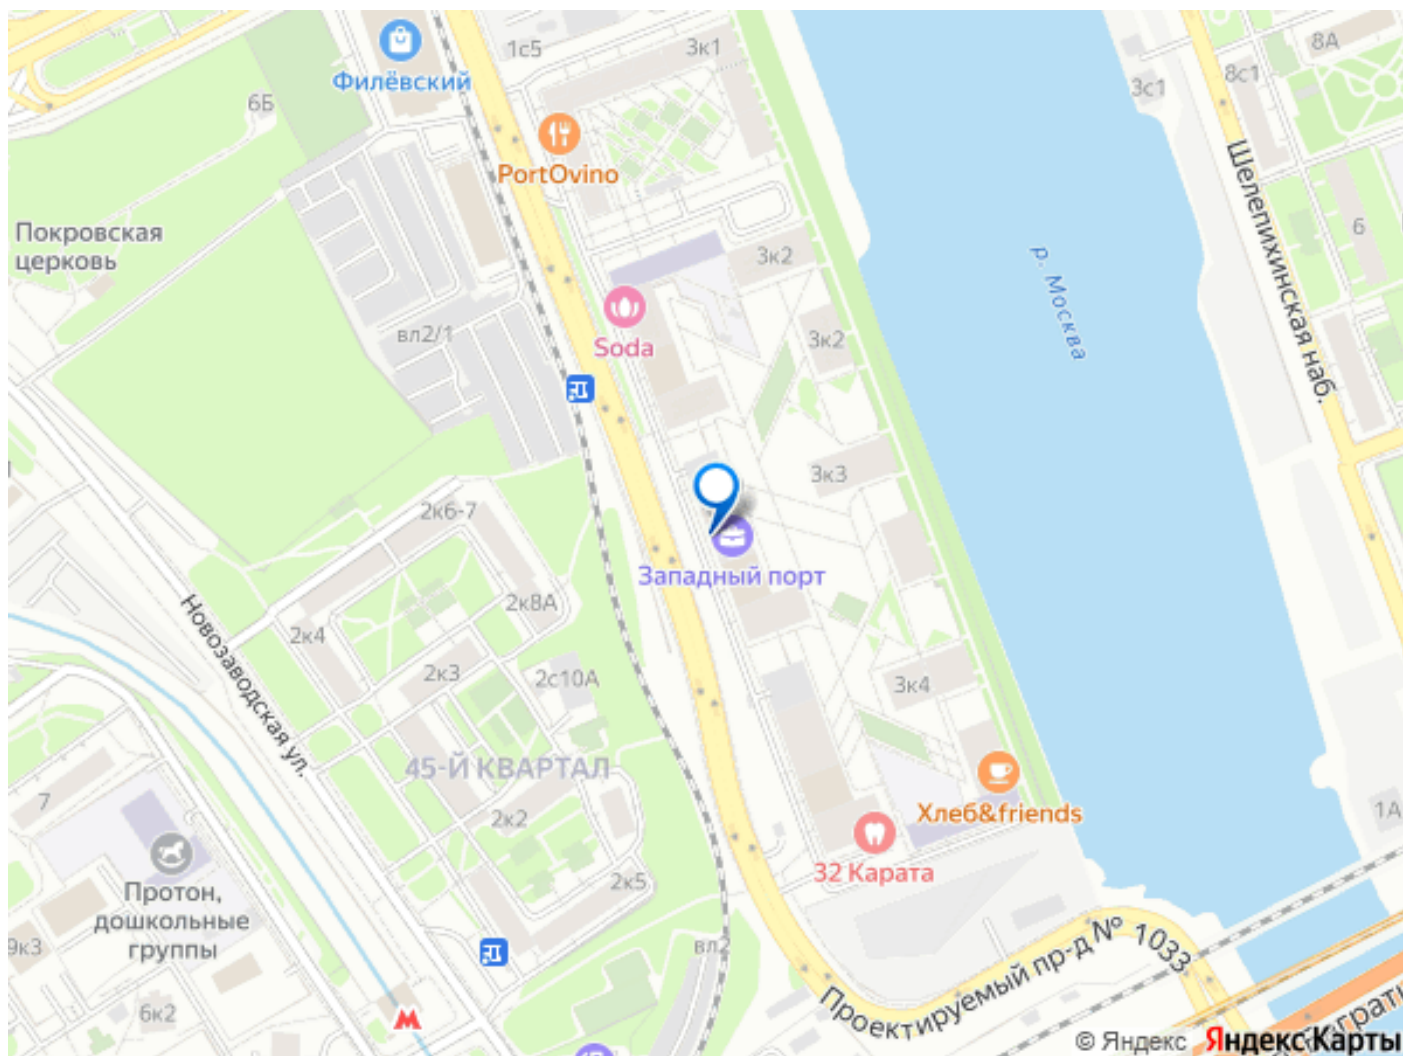 1с5
3к1
8А
Филёвский
8с1
3с1
6Б
PortOvino
Шелепихинская наб.
Покровская
церковь
6
3к2
р. Москва
вл2/1
3к2
Soda
3к3
2к6-7
Западный порт
2к8А
Новозаводская ул.
2к4
2к3
2с10А
3к4
45-Й КВАРТАЛ
7
2к2
Хлеб&friends
1А
32 Карата
2к5
Протон,
дошкольные
группы
9к3
вл2
Проектируемый пр-д № 1033
6к2
© Яндекс Яндекс Карты